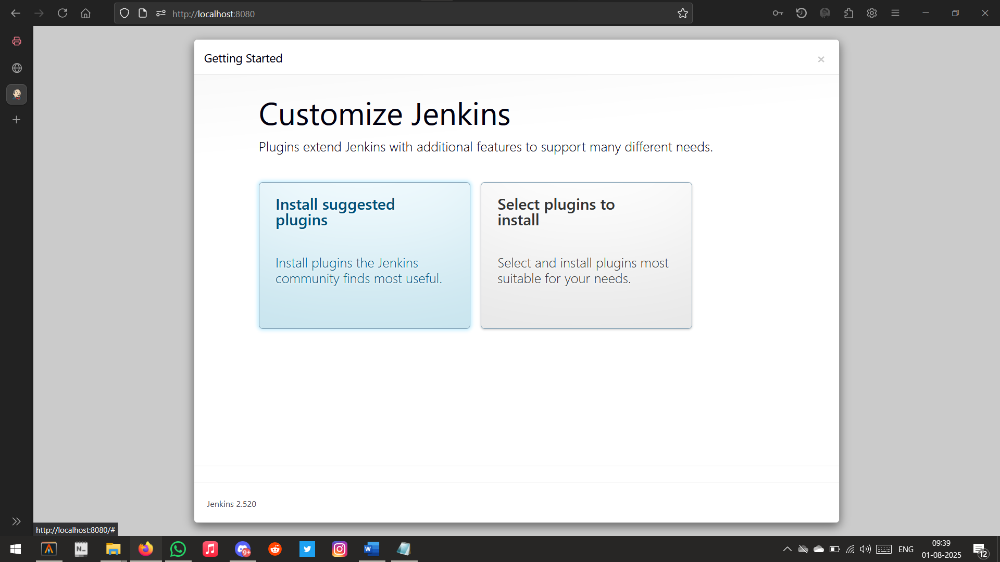 http://localhost:8080
Getting Started
×
Customize Jenkins
Plugins extend Jenkins with additional features to support many different needs.
Install suggested
plugins
Install plugins the Jenkins
community finds most useful.
Select plugins to
install
Select and install plugins most
suitable for your needs.
Jenkins 2.520
http://localhost:8080/#
N_
9+
W
ENG
09:39
01-08-2025
12